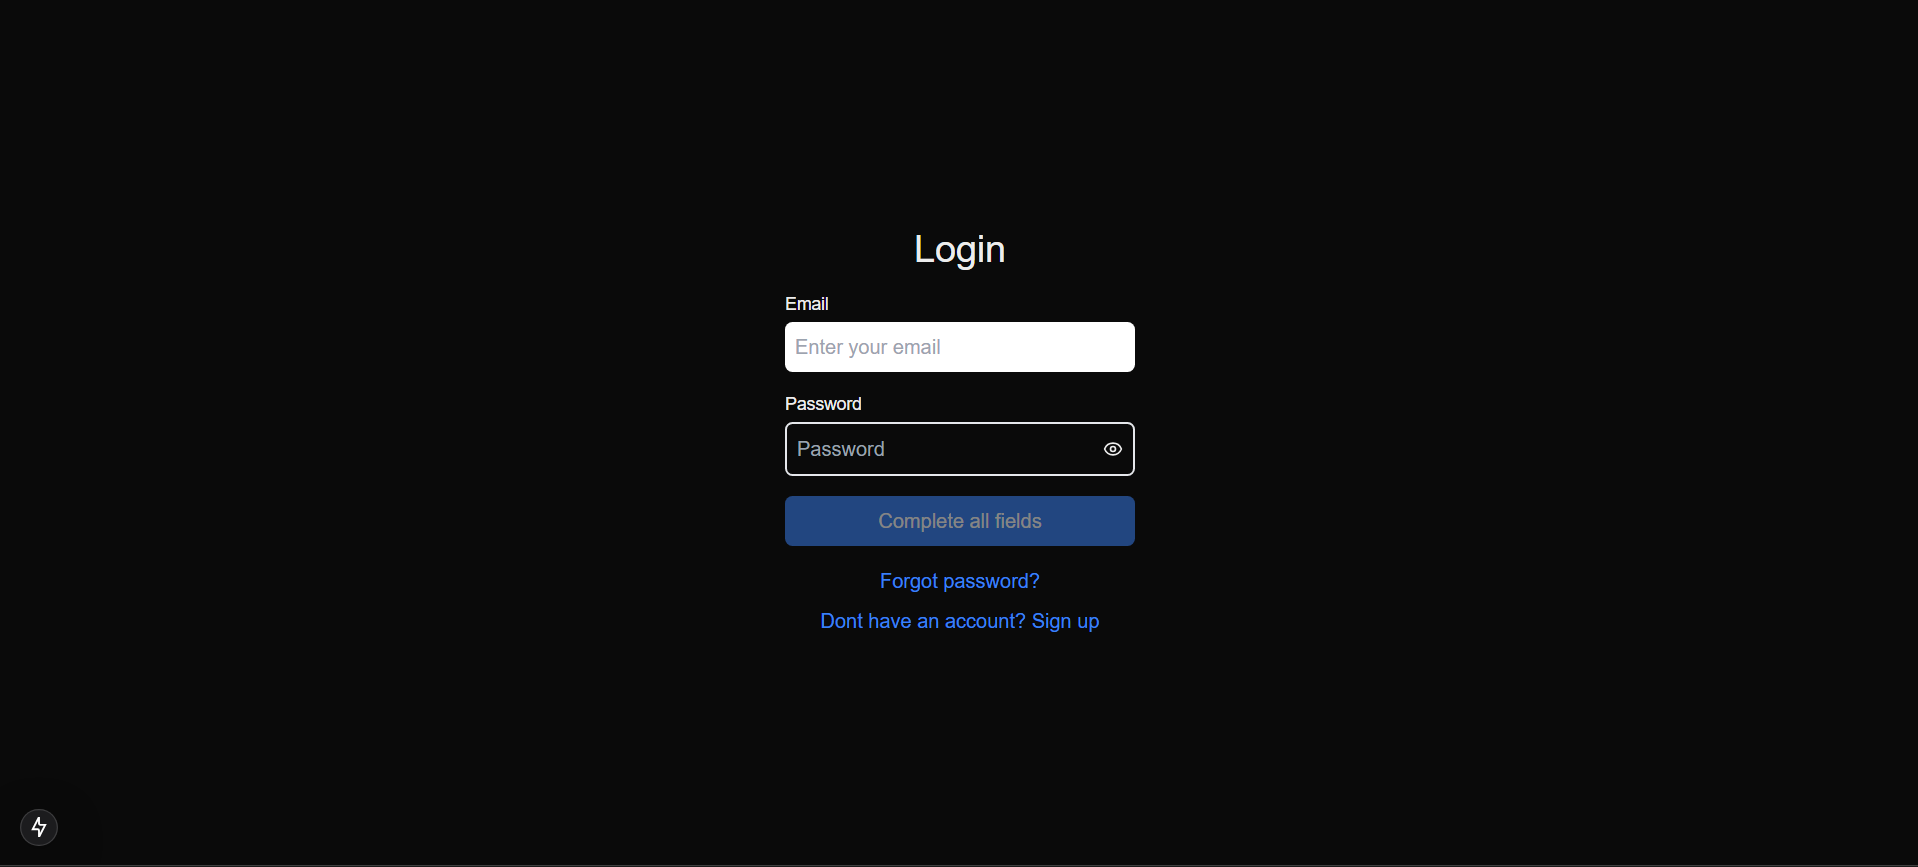 Login
Email
Enter your email
Password
Password
Complete all fields
Forgot password?
Dont have an account? Sign up